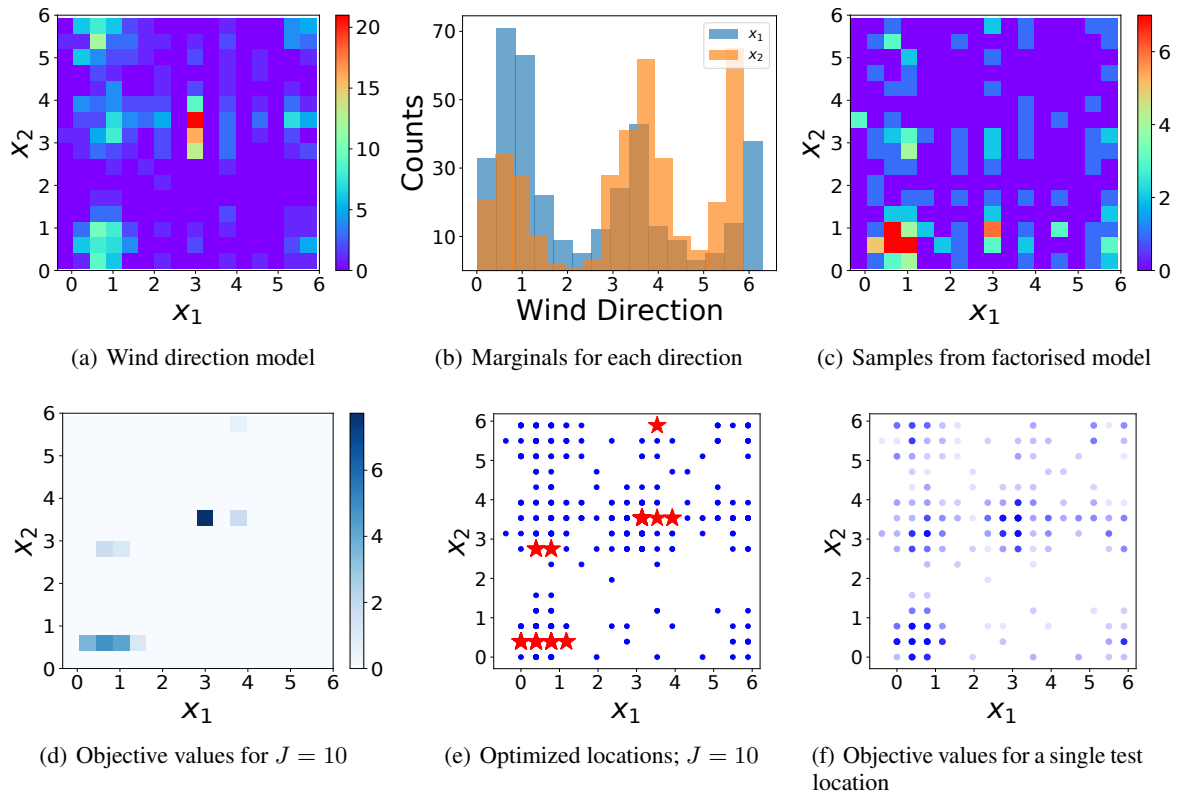 6
5
4
3
2
1
0
x₂
0 1 2 3 4 5 6
x₁
20
15
10
5
0
(a) Wind direction model
70
50
30
10
Counts
0 1 2 3 4 5 6
Wind Direction
x₁
x₂
(b) Marginals for each direction
6
5
4
3
2
1
0
x₂
0 1 2 3 4 5 6
x₁
6
4
2
0
(c) Samples from factorised model
6
5
4
3
2
1
0
x₂
0 1 2 3 4 5 6
x₁
6
4
2
0
(d) Objective values for J = 10
6
5
4
3
2
1
0
x₂
0 1 2 3 4 5 6
x₁
(e) Optimized locations; J = 10
6
5
4
3
2
1
0
x₂
0 1 2 3 4 5 6
x₁
(f) Objective values for a single test
location